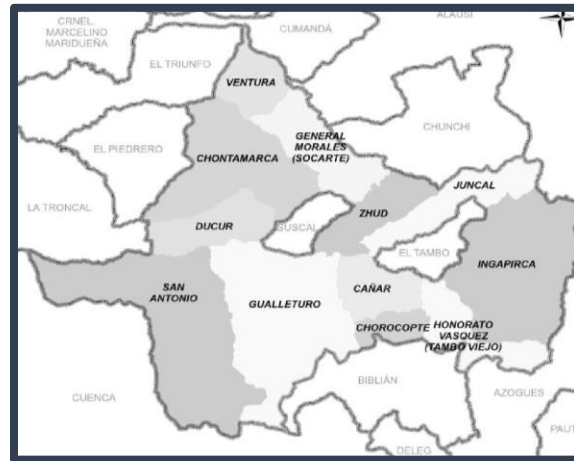 CRNEL
MARCELINO
MARIDUEÑA
CUMANDÁ
ALAUSÍ
EL TRIUNFO
VENTURA
GENERAL
MORALES
(SOCARTE)
CHUNCHI
EL PIEDRERO
CHONTAMARCA
JUNCAL
LA TRONCAL
ZHUD
DUCUR
SUSCAL
EL TAMBO
INGAPIRCA
SAN
ANTONIO
GUALLETURO
CAÑAR
CHOROCOPTE
HONORATO
VASQUEZ
(TAMBO VIEJO)
BIBLIÁN
CUENCA
AZOGUES
PAUT
DELEG